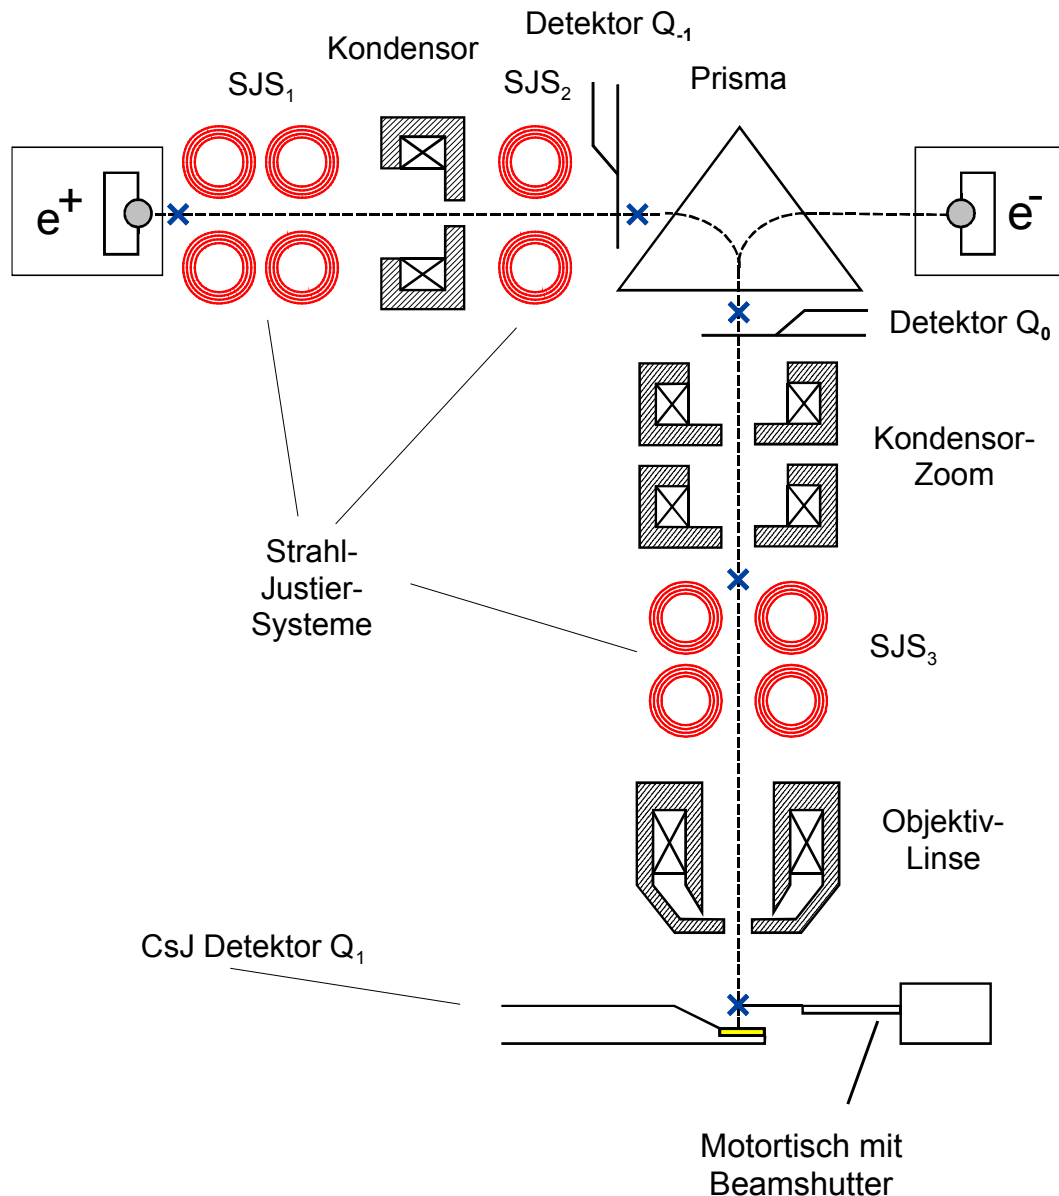 Detektor Q-1
Kondensor
Prisma
SJS1
SJS2
e+
e-
Detektor Q0
Kondensor-
Zoom
Strahl-
Justier-
Systeme
SJS3
Objektiv-
Linse
CsJ Detektor Q1
Motortisch mit
Beamshutter